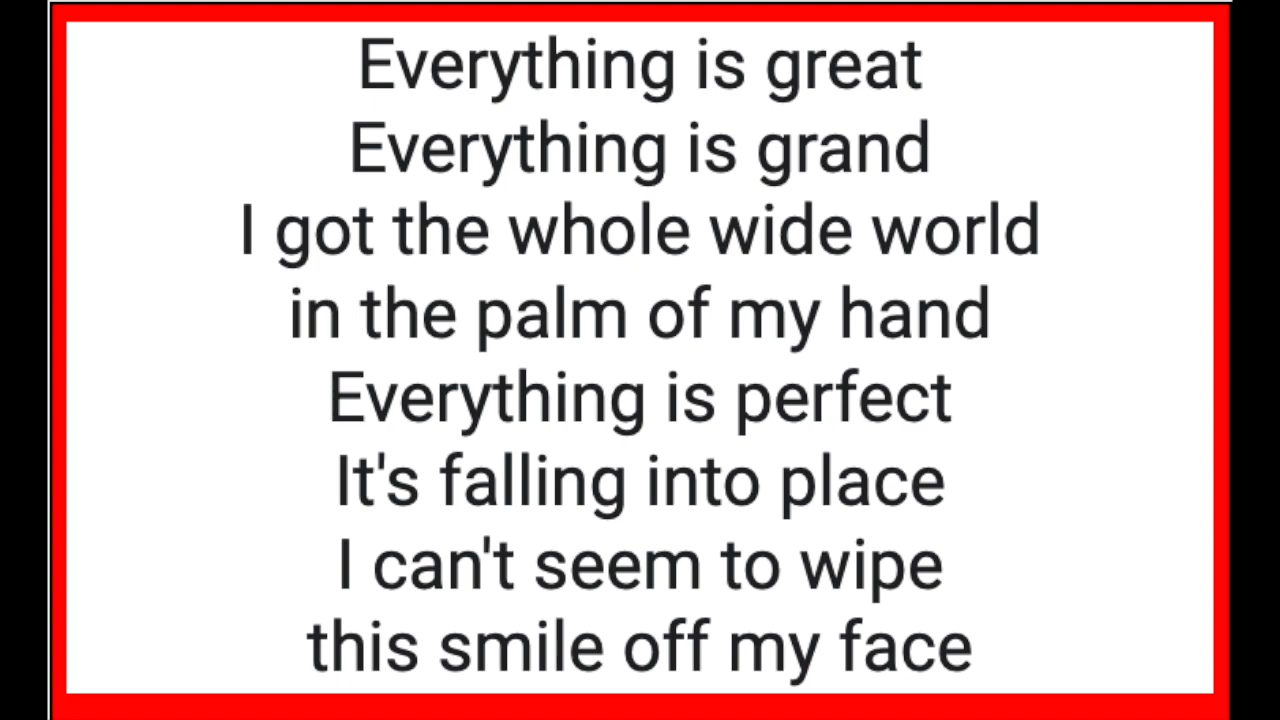 Everything is great
Everything is grand
I got the whole wide world
in the palm of my hand
Everything is perfect
It's falling into place
I can't seem to wipe
this smile off my face